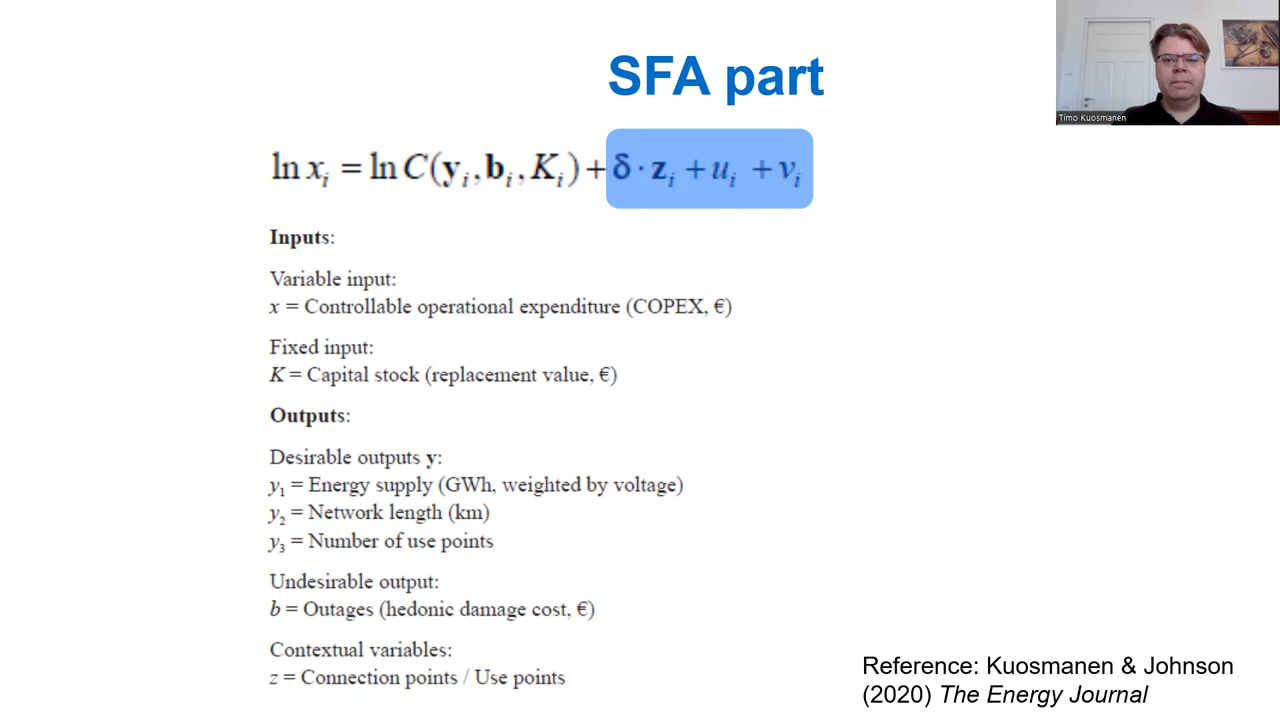 SFA part
Timo Kuosmanen
ln xᵢ = ln C(yᵢ, bᵢ, Kᵢ) + δ · zᵢ + uᵢ + vᵢ
Inputs:
Variable input:
x = Controllable operational expenditure (COPEX, €)
Fixed input:
K = Capital stock (replacement value, €)
Outputs:
Desirable outputs y:
y₁ = Energy supply (GWh, weighted by voltage)
y₂ = Network length (km)
y₃ = Number of use points
Undesirable output:
b = Outages (hedonic damage cost, €)
Contextual variables:
z = Connection points / Use points
Reference: Kuosmanen & Johnson
(2020) The Energy Journal